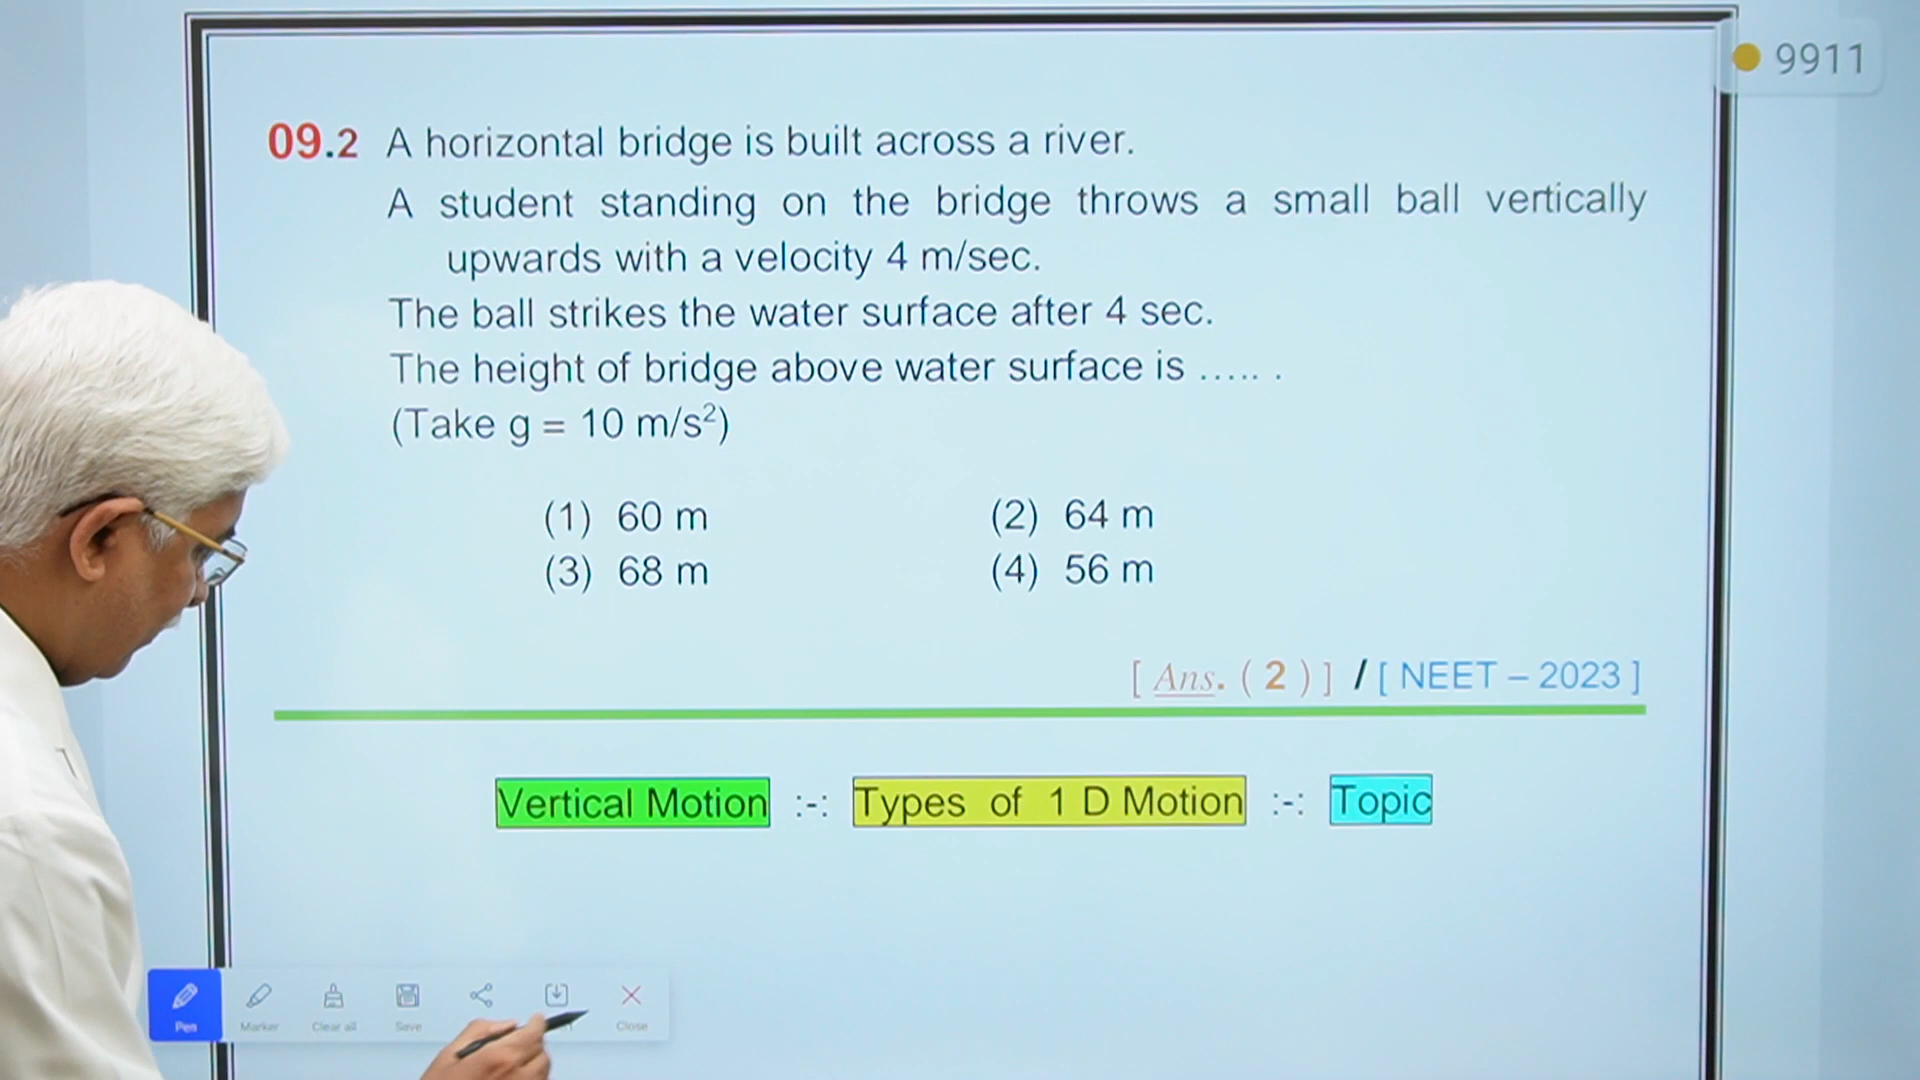 9911
09.2 A horizontal bridge is built across a river.
A student standing on the bridge throws a small ball vertically
upwards with a velocity 4 m/sec.
The ball strikes the water surface after 4 sec.
The height of bridge above water surface is ..... .
(Take g = 10 m/s²)
(1) 60 m (2) 64 m
(3) 68 m (4) 56 m
[ Ans. ( 2 ) ] / [ NEET – 2023 ]
Vertical Motion :-: Types of 1 D Motion :-: Topic
Pen Marker Clear all Save Close